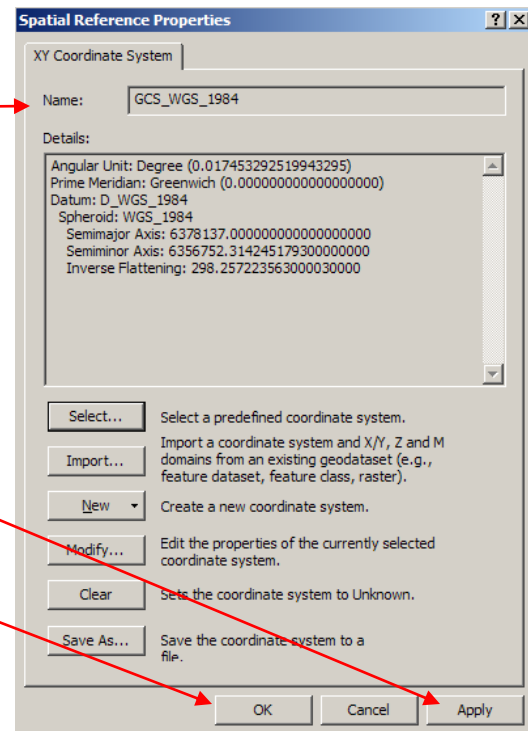 Spatial Reference Properties
XY Coordinate System
Name: GCS_WGS_1984
Details:
Angular Unit: Degree (0.017453292519943295)
Prime Meridian: Greenwich (0.000000000000000000)
Datum: D_WGS_1984
Spheroid: WGS_1984
Semimajor Axis: 6378137.000000000000000000
Semiminor Axis: 6356752.314245179300000000
Inverse Flattening: 298.257223563000030000
Select... Select a predefined coordinate system.
Import... Import a coordinate system and X/Y, Z and M
domains from an existing geodataset (e.g.,
feature dataset, feature class, raster).
New Create a new coordinate system.
Modify... Edit the properties of the currently selected
coordinate system.
Clear Sets the coordinate system to Unknown.
Save As... Save the coordinate system to a
file.
OK Cancel Apply